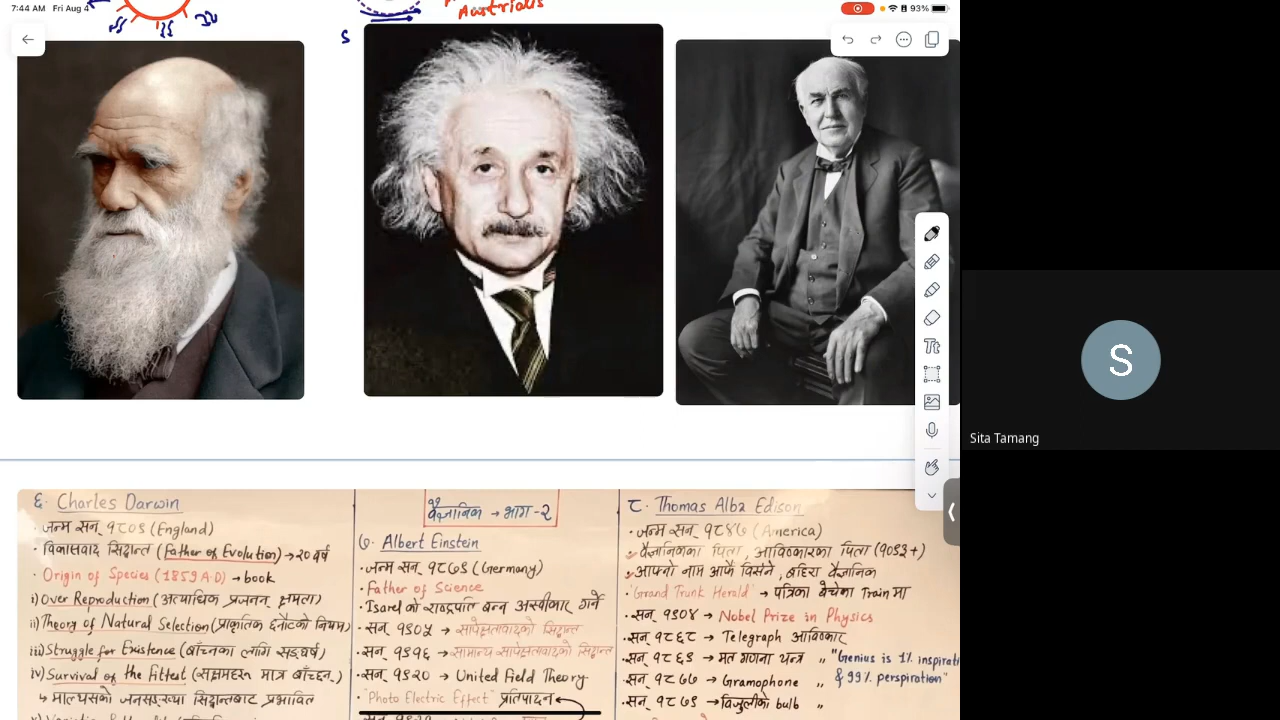 7:44 AM Fri Aug 4
93%
Austrialis
S
Tt
S
Sita Tamang
६. Charles Darwin
· जन्म सन् १८०९ (England)
· विकासवाद सिद्धान्त (Father of Evolution) → २० वर्ष
· Origin of Species (1859 A.D) → book
i) Over Reproduction (अत्याधिक प्रजनन क्षमता)
ii) Theory of Natural Selection (प्राकृतिक छनौटको नियम)
iii) Struggle for Existence (बाँचनका लागि सङ्घर्ष)
iv) Survival of the Fittest (सक्षमहरू मात्र बाँच्दछन्)
↳ माल्थसको जनसङ्ख्या सिद्धान्तबाट प्रभावित
११
वैज्ञानिक → भाग-२
७. Albert Einstein
· जन्म सन् १८७९ (Germany)
· Father of Science
· Isarel को राष्ट्रपति बन्न अस्वीकार गर्ने
· सन् १९०५ → सापेक्षतावादको सिद्धान्त
· सन् १९१६ → सामान्य सापेक्षतावादको सिद्धान्त
· सन् १९२० → United Field Theory
"Photo Electric Effect" प्रतिपादन
८. Thomas Alba Edison
· जन्म सन् १८४७ (America)
वैज्ञानिकका पिता, आविष्कारका पिता (१०९३+)
आफ्नो नाम आफै बिर्सने, बहिरा वैज्ञानिक
'Grand Trunk Herald' → पत्रिका बेचेका Train मा
· सन् १९०४ → Nobel Prize in Physics
· सन् १८६८ → Telegraph आविष्कार
· सन् १८६९ → मत गणना यन्त्र " "Genius is 1% inspirati
· सन् १८७७ → Gramophone " & 99% perspiration"
· सन् १८७९ → विजुलीको bulb "